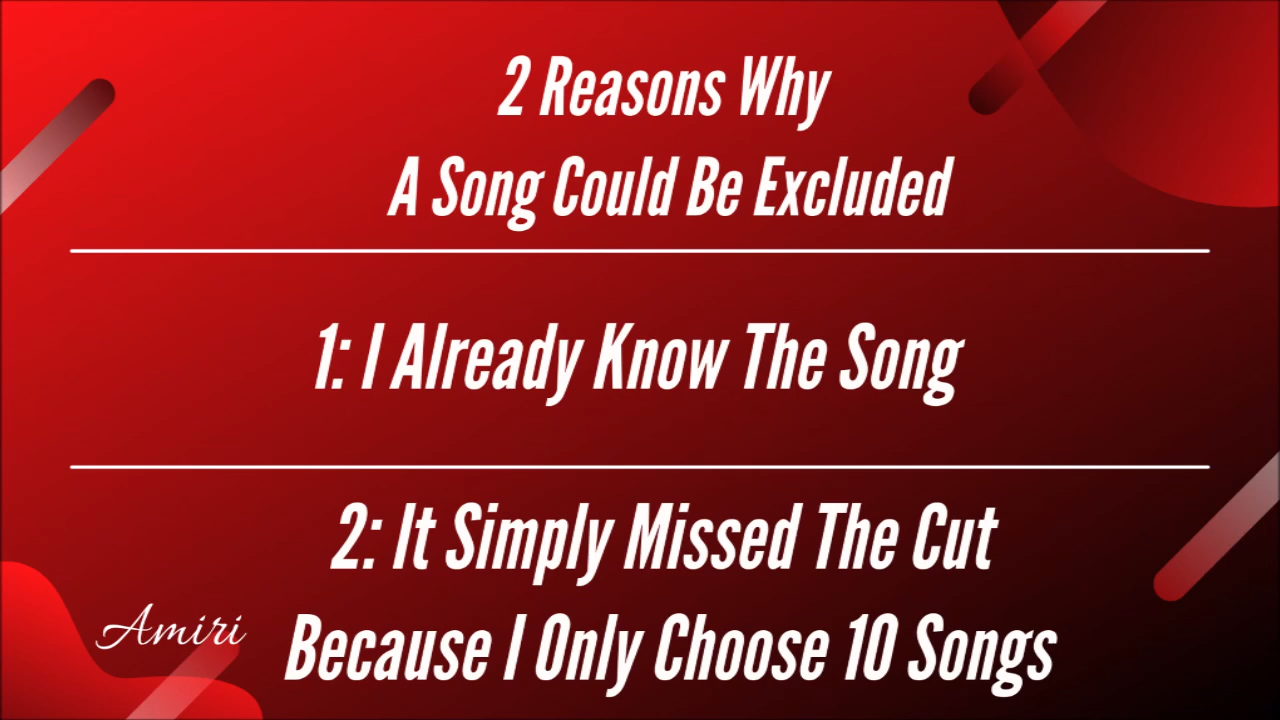 2 Reasons Why
A Song Could Be Excluded
1: I Already Know The Song
2: It Simply Missed The Cut
Because I Only Choose 10 Songs
Amiri